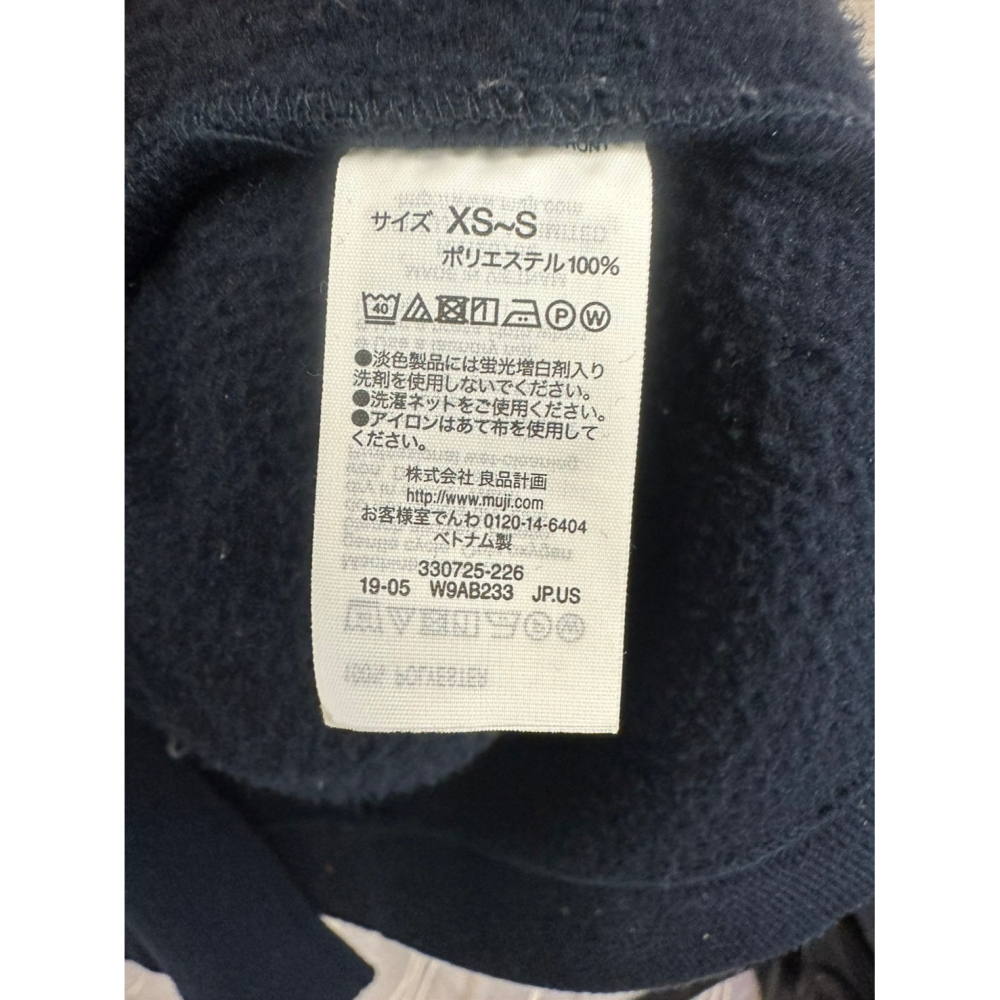 サイズ XS~S
ポリエステル100%
40 P W
●淡色製品には蛍光増白剤入り
洗剤を使用しないでください。
●洗濯ネットをご使用ください。
●アイロンはあて布を使用して
ください。
株式会社 良品計画
http://www.muji.com
お客様室でんわ 0120-14-6404
ベトナム製
330725-226
19-05 W9AB233 JP.US
100% POLYESTER